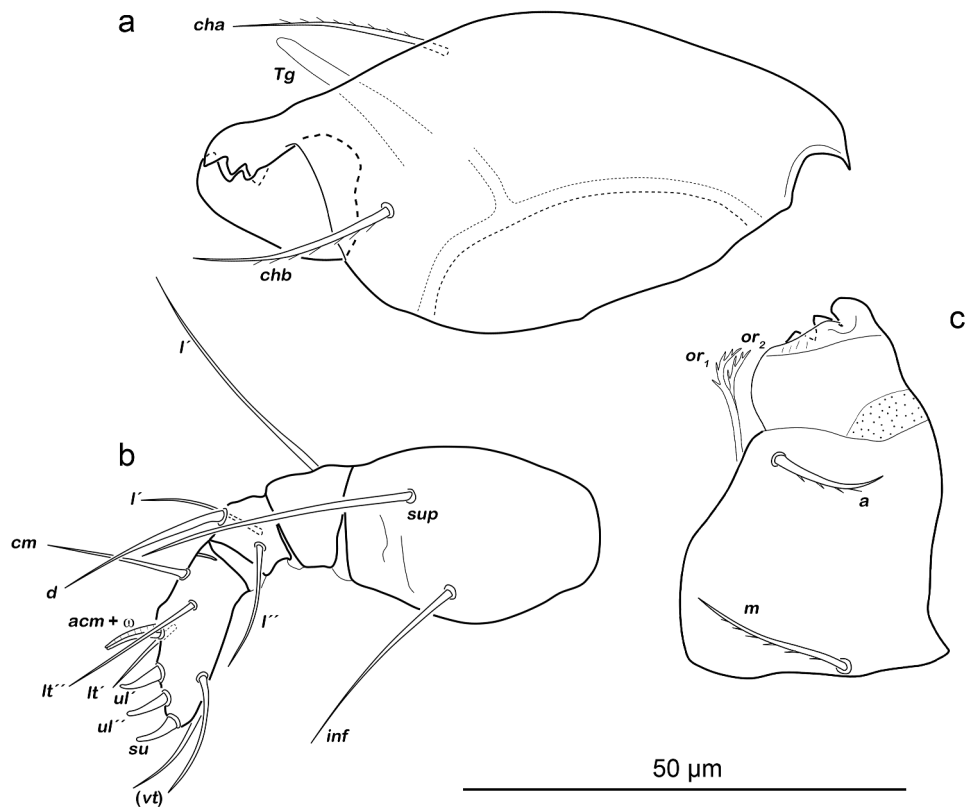 a
cha
Tg
chb
l´
c
or₁
or₂
b
l´
sup
cm
a
d
m
acm + ω
l´´
lt´´
lt´
ul´
ul´´
su
inf
(vt)
50 µm